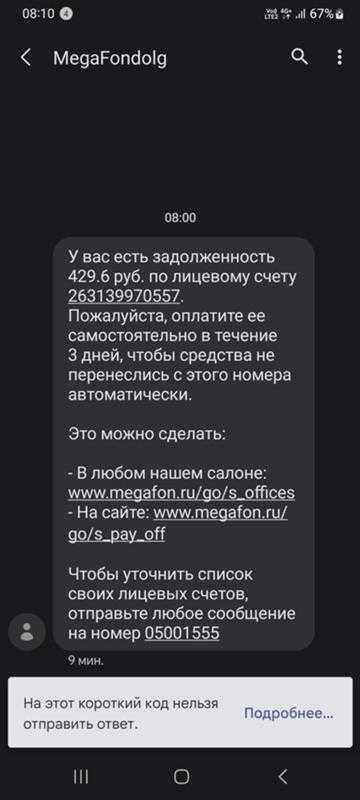 08:10 4 67%
MegaFondolg
08:00
У вас есть задолженность
429.6 руб. по лицевому счету
263139970557.
Пожалуйста, оплатите ее
самостоятельно в течение
3 дней, чтобы средства не
перенеслись с этого номера
автоматически.
Это можно сделать:
- В любом нашем салоне:
www.megafon.ru/go/s_offices
- На сайте: www.megafon.ru/
go/s_pay_off
Чтобы уточнить список
своих лицевых счетов,
отправьте любое сообщение
на номер 05001555
9 мин.
На этот короткий код нельзя
отправить ответ.
Подробнее...